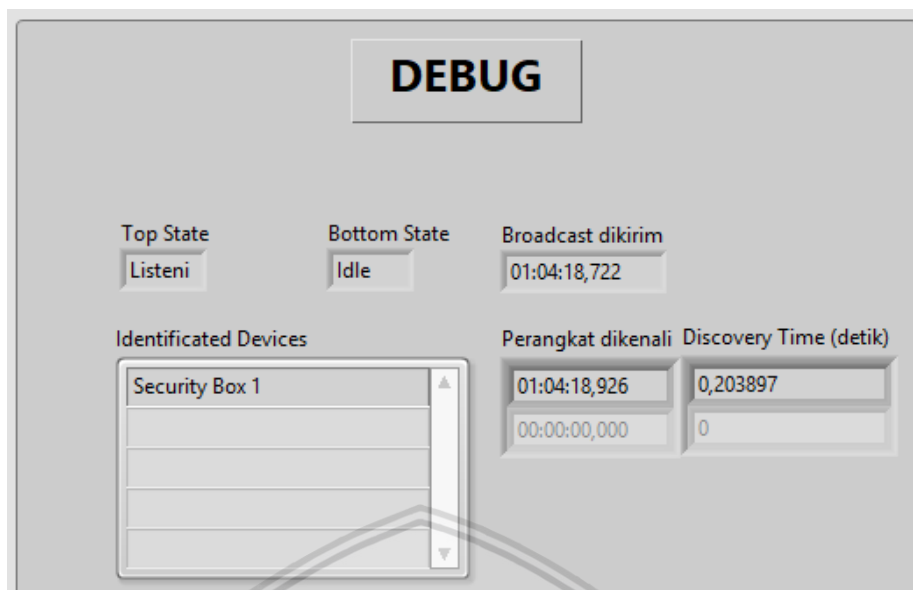 DEBUG
Top State
Bottom State
Broadcast dikirim
Listeni
Idle
01:04:18,722
Identificated Devices
Perangkat dikenali
Discovery Time (detik)
Security Box 1
01:04:18,926
0,203897
00:00:00,000
0